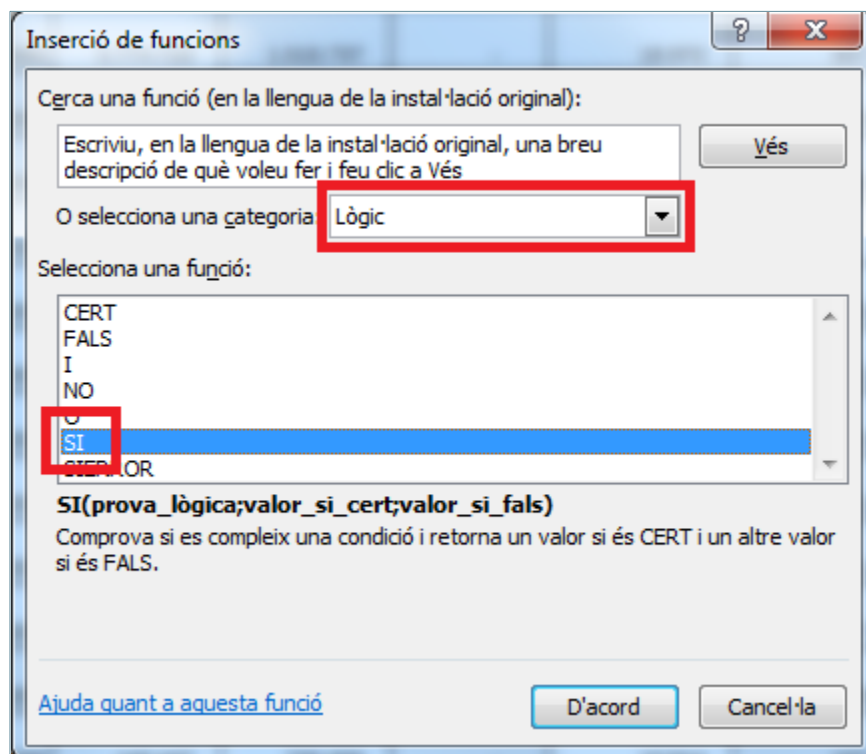 Inserció de funcions
Cerca una funció (en la llengua de la instal·lació original):
Escriviu, en la llengua de la instal·lació original, una breu
descripció de què voleu fer i feu clic a Vés
Vés
O selecciona una categoria: Lògic
Selecciona una funció:
CERT
FALS
I
NO
O
SI
SIERROR
SI(prova_lògica;valor_si_cert;valor_si_fals)
Comprova si es compleix una condició i retorna un valor si és CERT i un altre valor
si és FALS.
Ajuda quant a aquesta funció
D'acord
Cancel·la